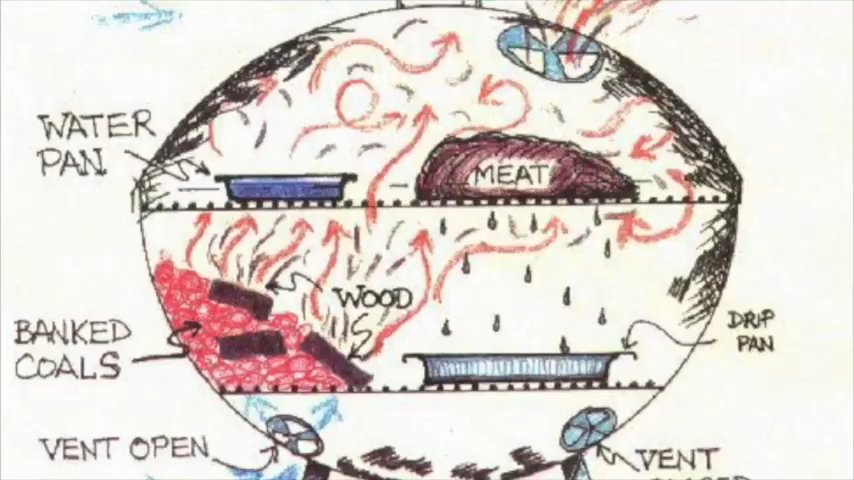 WATER
PAN
MEAT
WOOD
BANKED
COALS
DRIP
PAN
VENT OPEN
VENT